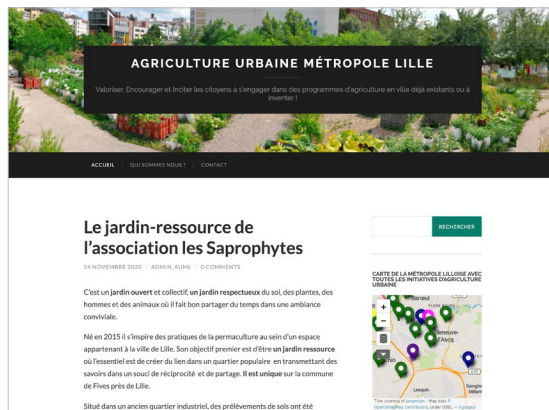 AGRICULTURE URBAINE MÉTROPOLE LILLE
Valoriser, Encourager et Inciter les citoyens à s'engager dans des programmes d'agriculture en ville déjà existants ou à
inventer !
ACCUEIL / QUI SOMMES NOUS ? / CONTACT
Le jardin-ressource de
l'association les Saprophytes
24 NOVEMBRE 2020 / ADMIN_AUML / 0 COMMENTS
C'est un jardin ouvert et collectif, un jardin respectueux du sol, des plantes, des
hommes et des animaux où il fait bon partager du temps dans une ambiance
conviviale.
Né en 2015 il s'inspire des pratiques de la permaculture au sein d'un espace
appartenant à la ville de Lille. Son objectif premier est d'être un jardin ressource
où l'essentiel est de créer du lien dans un quartier populaire en transmettant des
savoirs dans un souci de réciprocité et de partage. Il est unique sur la commune
de Fives près de Lille.
Situé dans un ancien quartier industriel, des prélèvements de sols ont été
RECHERCHER
CARTE DE LA MÉTROPOLE LILLOISE AVEC
TOUTES LES INITIATIVES D'AGRICULTURE
URBAINE
+
−
Barœul
lleneuve-
d'Ascq
Lesquin
Sainghin
Mélan